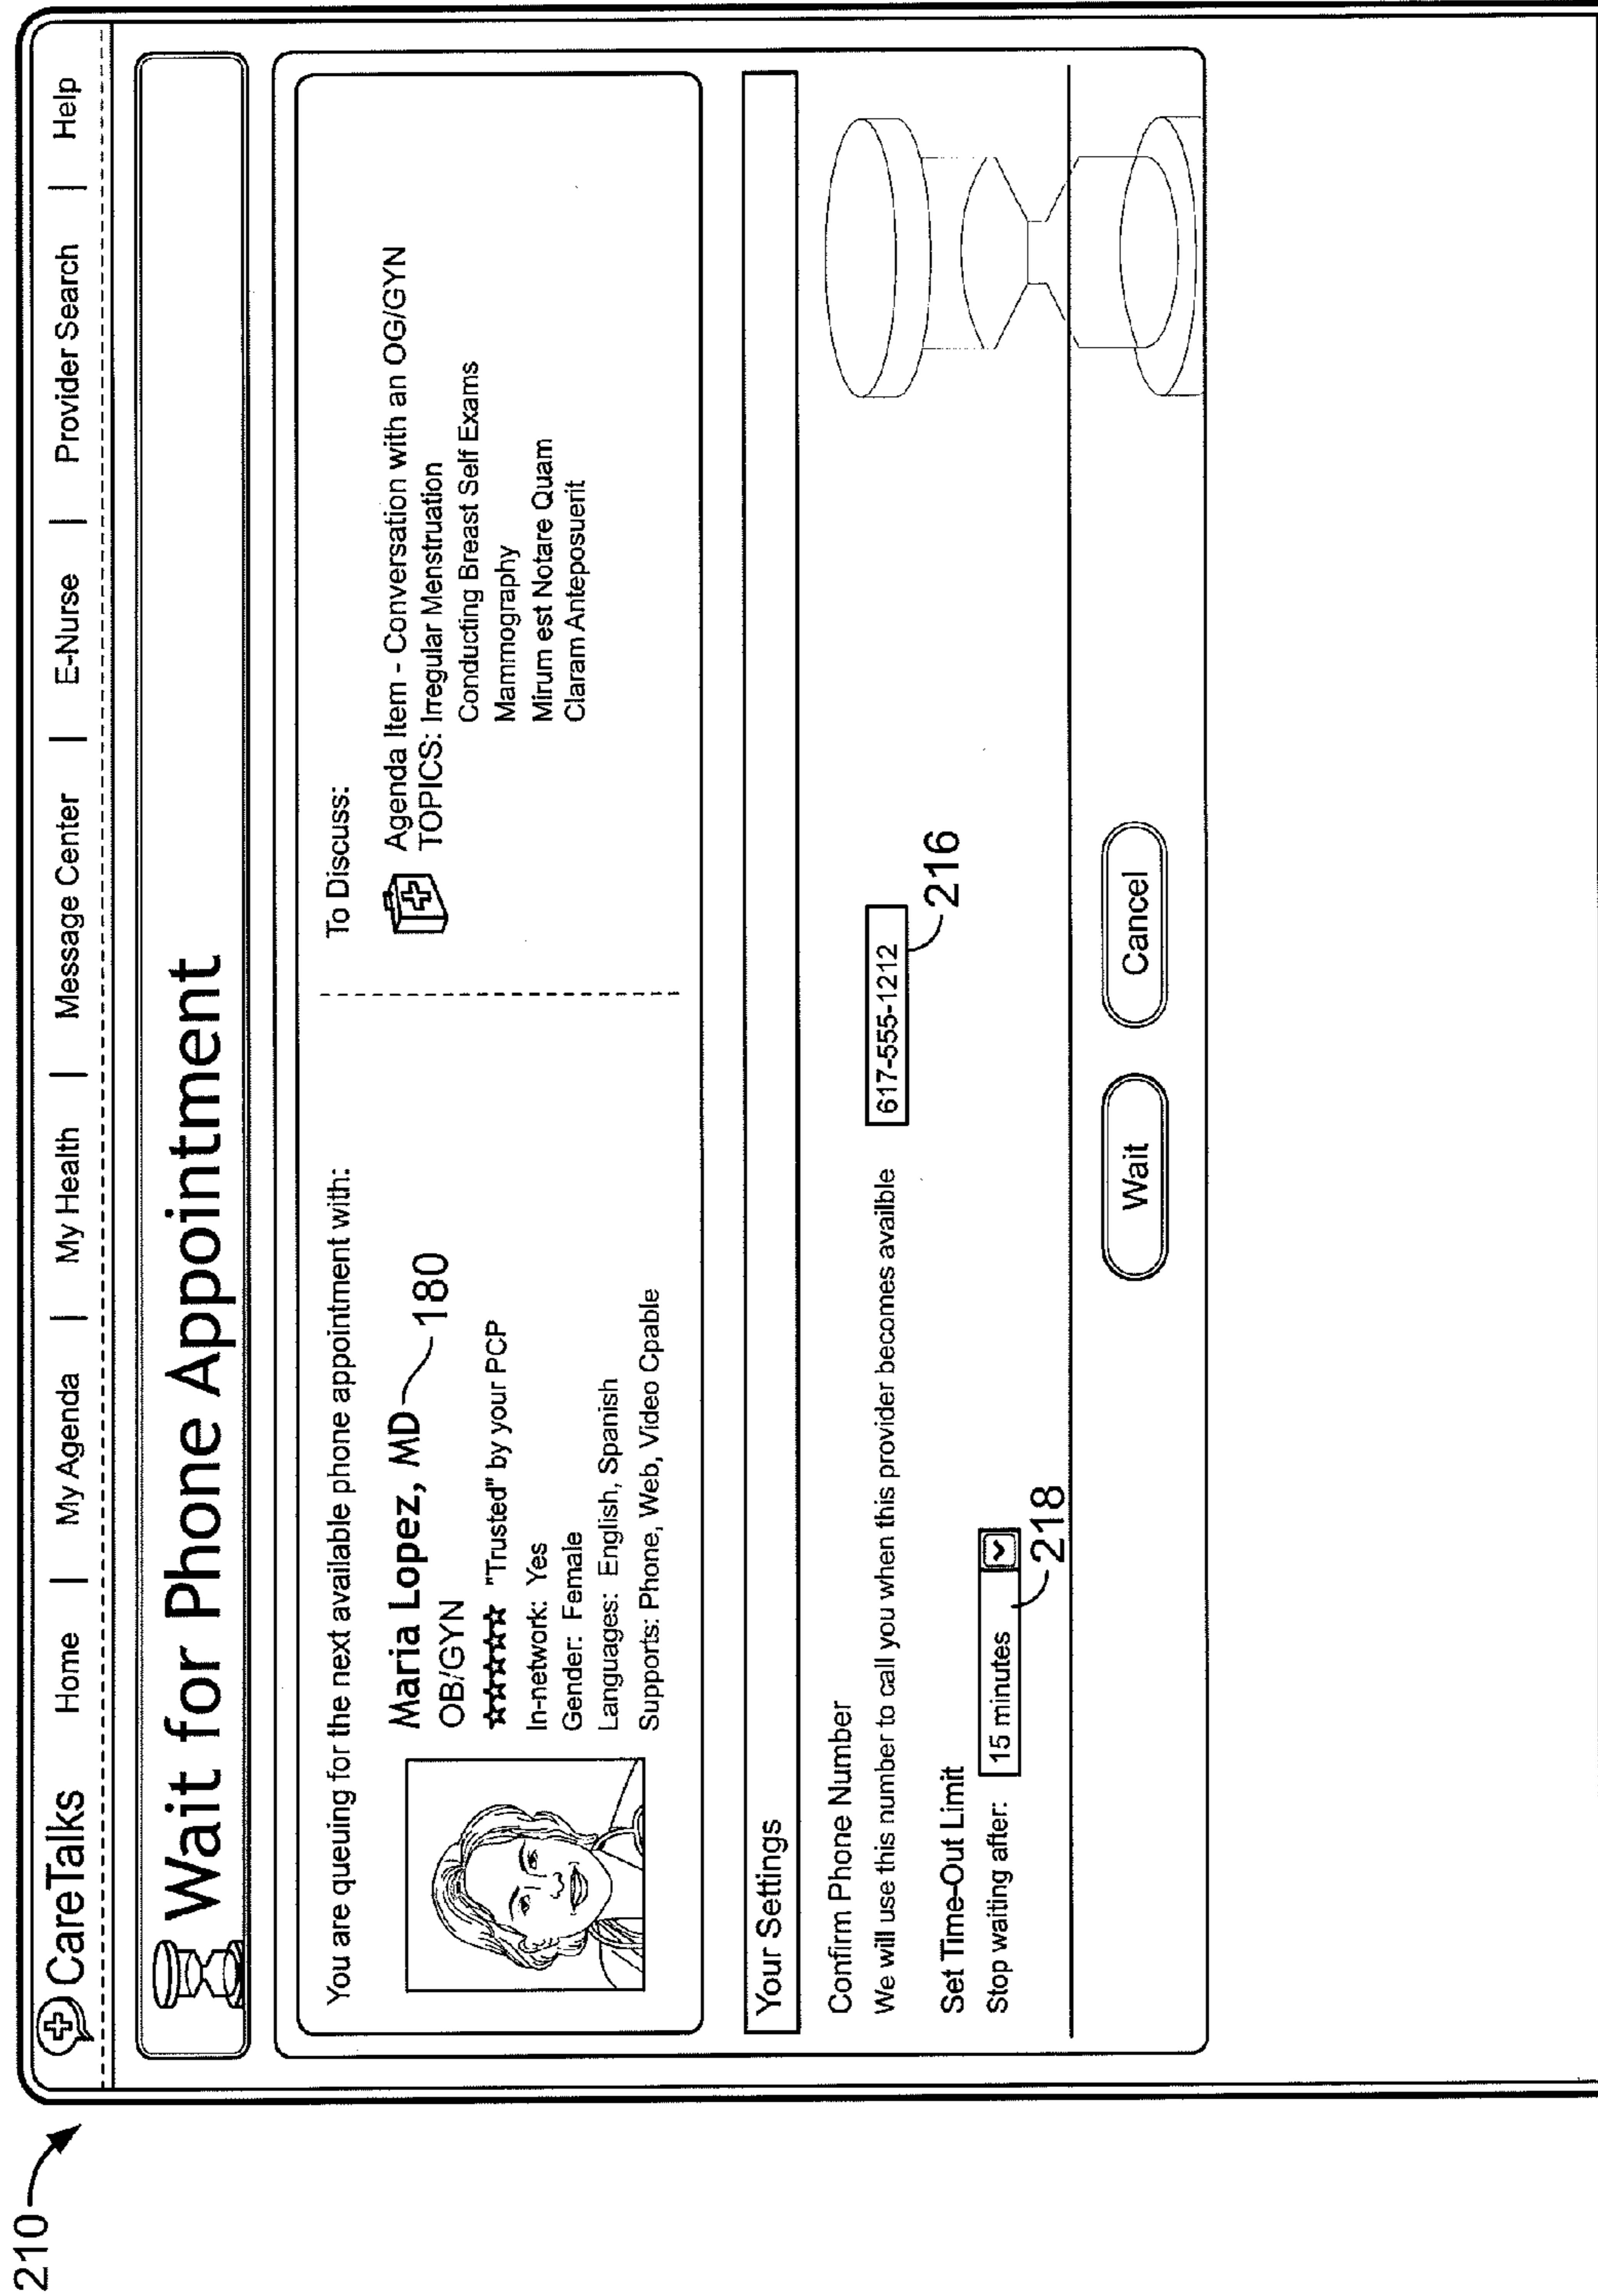 210
CareTalks Home | My Agenda | My Health | Message Center | E-Nurse | Provider Search | Help
Wait for Phone Appointment
You are queuing for the next available phone appointment with:
Maria Lopez, MD 180
OB/GYN
"Trusted" by your PCP
In-network: Yes
Gender: Female
Languages: English, Spanish
Supports: Phone, Web, Video Cpable
To Discuss:
Agenda Item - Conversation with an OG/GYN
TOPICS: Irregular Menstruation
Conducting Breast Self Exams
Mammography
Mirum est Notare Quam
Claram Anteposuerit
Your Settings
Confirm Phone Number
We will use this number to call you when this provider becomes availble 617-555-1212
216
Set Time-Out Limit
Stop waiting after: 15 minutes
218
Wait Cancel